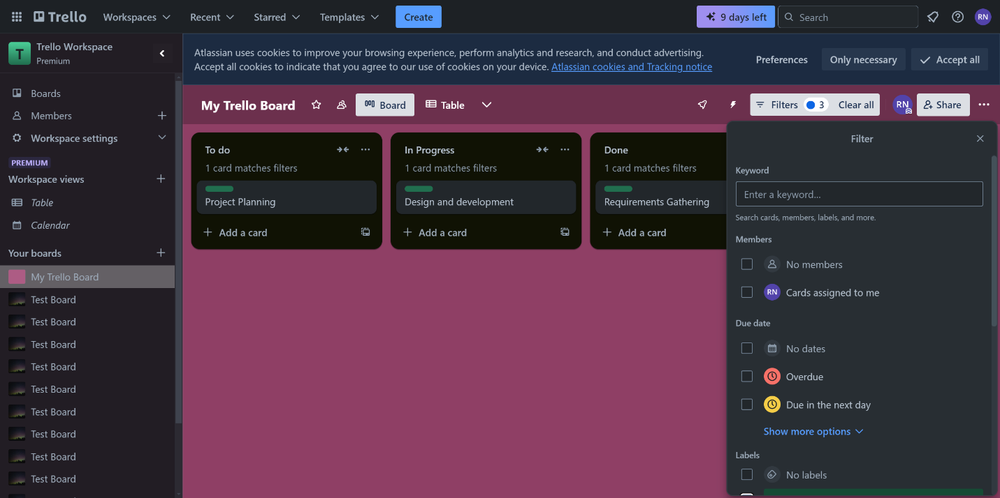 Trello
Workspaces
Recent
Starred
Templates
Create
9 days left
Search
RN
T
Trello Workspace
Premium
Atlassian uses cookies to improve your browsing experience, perform analytics and research, and conduct advertising.
Accept all cookies to indicate that you agree to our use of cookies on your device. Atlassian cookies and Tracking notice
Preferences
Only necessary
Accept all
Boards
Members
Workspace settings
PREMIUM
Workspace views
Table
Calendar
Your boards
My Trello Board
Test Board
Test Board
Test Board
Test Board
Test Board
Test Board
Test Board
Test Board
Test Board
My Trello Board
Board
Table
Filters
3
Clear all
RN
Share
To do
1 card matches filters
Project Planning
Add a card
In Progress
1 card matches filters
Design and development
Add a card
Done
1 card matches filters
Requirements Gathering
Add a card
Filter
Keyword
Enter a keyword…
Search cards, members, labels, and more.
Members
No members
RN
Cards assigned to me
Due date
No dates
Overdue
Due in the next day
Show more options
Labels
No labels